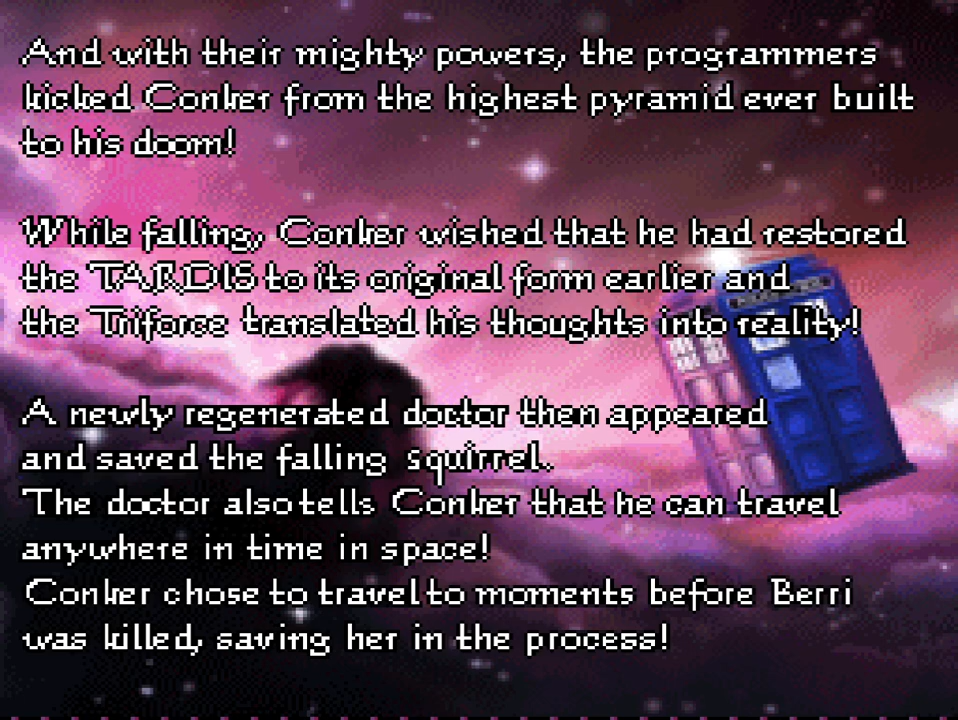 And with their mighty powers, the programmers
kicked Conker from the highest pyramid ever built
to his doom!
While falling, Conker wished that he had restored
the TARDIS to its original form earlier and
the Triforce translated his thoughts into reality!
A newly regenerated doctor then appeared
and saved the falling squirrel.
The doctor also tells Conker that he can travel
anywhere in time in space!
Conker chose to travel to moments before Berri
was killed, saving her in the process!